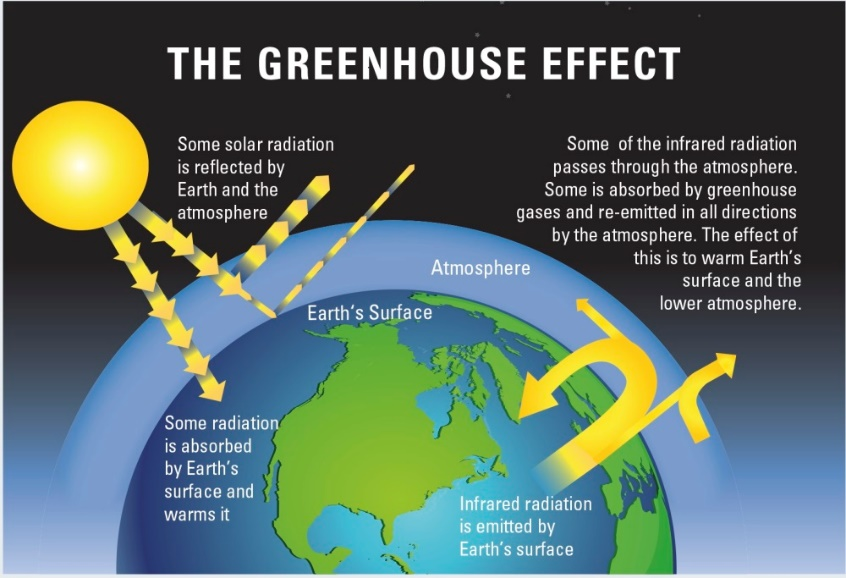 THE GREENHOUSE EFFECT
Some solar radiation
is reflected by
Earth and the
atmosphere
Some of the infrared radiation
passes through the atmosphere.
Some is absorbed by greenhouse
gases and re-emitted in all directions
by the atmosphere. The effect of
this is to warm Earth's
surface and the
lower atmosphere.
Atmosphere
Earth's Surface
Some radiation
is absorbed
by Earth's
surface and
warms it
Infrared radiation
is emitted by
Earth's surface